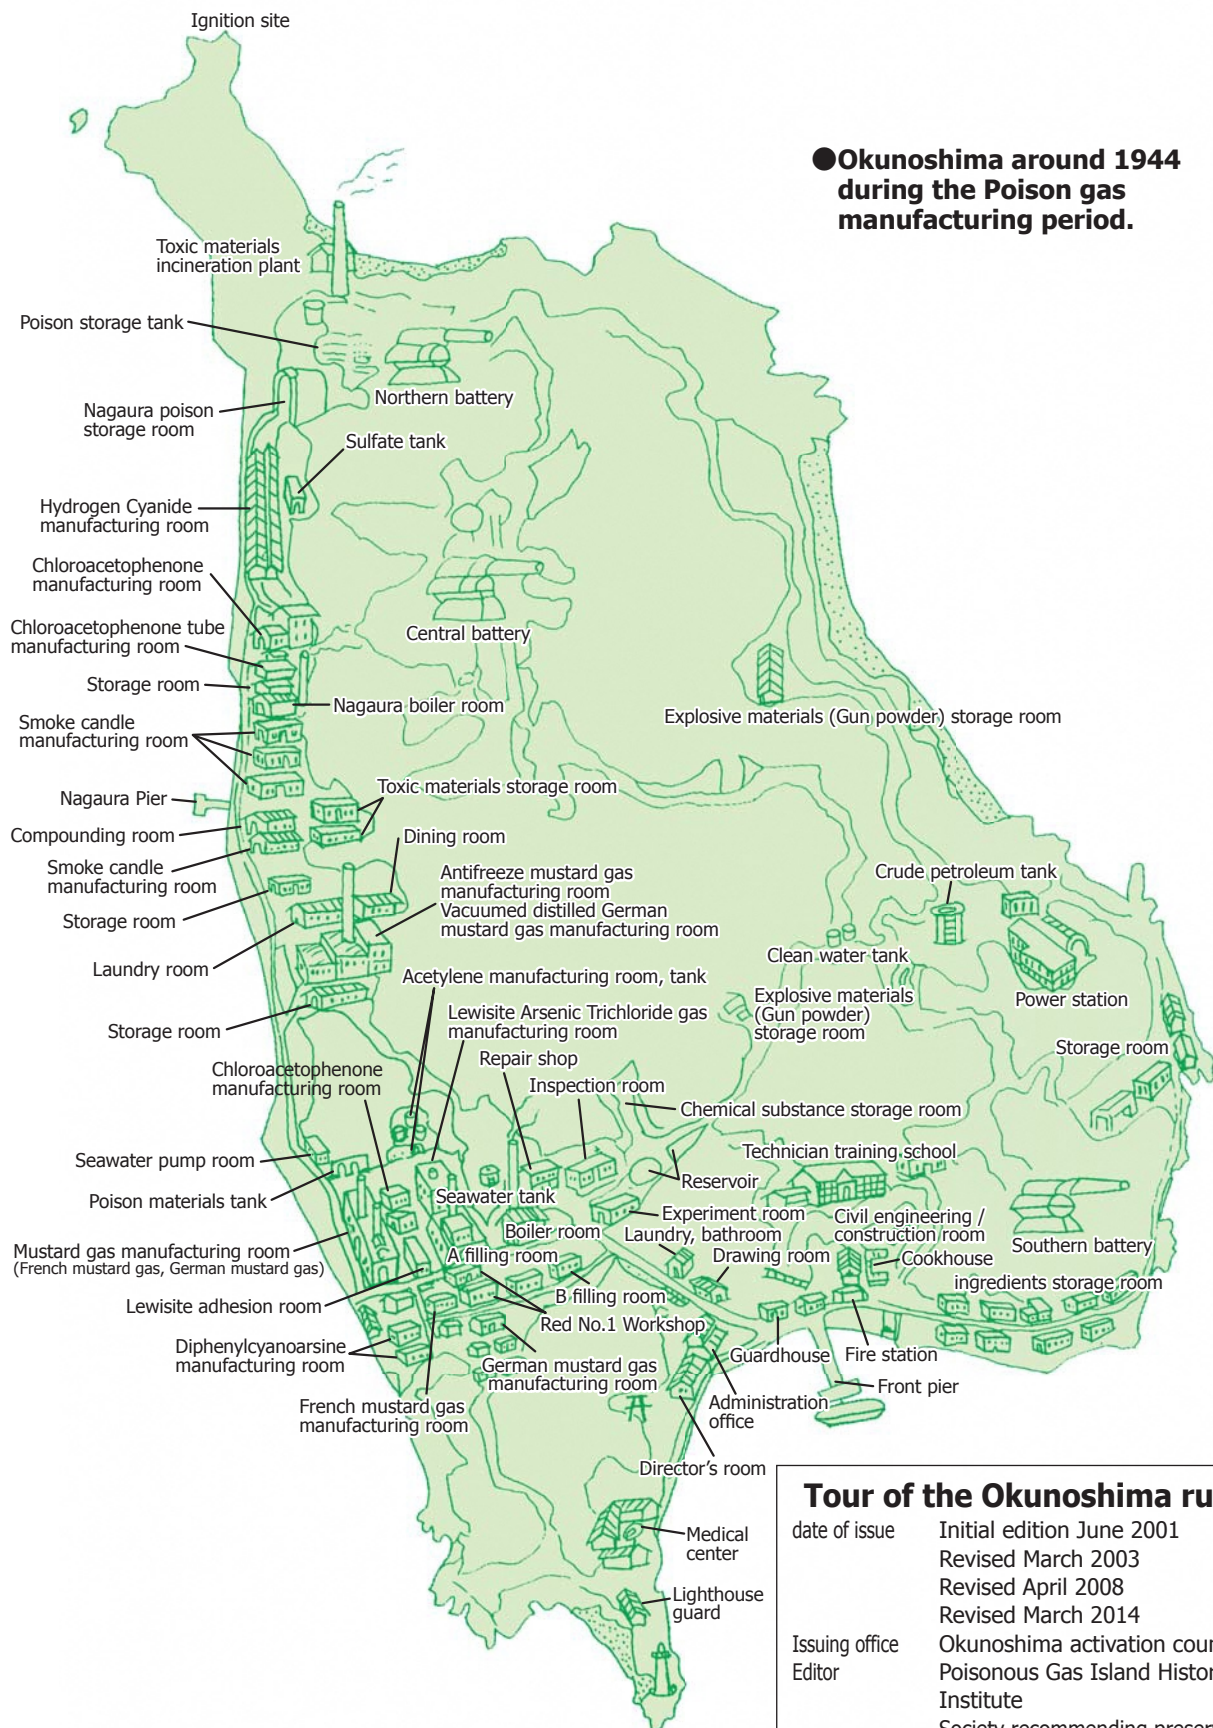 Ignition site
●Okunoshima around 1944
during the Poison gas
manufacturing period.
Toxic materials
incineration plant
Poison storage tank
Northern battery
Nagaura poison
storage room
Sulfate tank
Hydrogen Cyanide
manufacturing room
Chloroacetophenone
manufacturing room
Chloroacetophenone tube
manufacturing room
Central battery
Storage room
Nagaura boiler room
Explosive materials (Gun powder) storage room
Smoke candle
manufacturing room
Nagaura Pier
Toxic materials storage room
Compounding room
Dining room
Smoke candle
manufacturing room
Antifreeze mustard gas
manufacturing room
Vacuumed distilled German
mustard gas manufacturing room
Crude petroleum tank
Storage room
Clean water tank
Laundry room
Acetylene manufacturing room, tank
Explosive materials
(Gun powder)
storage room
Power station
Storage room
Lewisite Arsenic Trichloride gas
manufacturing room
Storage room
Chloroacetophenone
manufacturing room
Repair shop
Inspection room
Chemical substance storage room
Seawater pump room
Technician training school
Reservoir
Poison materials tank
Seawater tank
Experiment room
Boiler room
Laundry, bathroom
Civil engineering /
construction room
Southern battery
Mustard gas manufacturing room
(French mustard gas, German mustard gas)
A filling room
Drawing room
Cookhouse
ingredients storage room
B filling room
Lewisite adhesion room
Red No.1 Workshop
Diphenylcyanoarsine
manufacturing room
Guardhouse
Fire station
German mustard gas
manufacturing room
Front pier
French mustard gas
manufacturing room
Administration
office
Director's room
Medical
center
Lighthouse
guard
Tour of the Okunoshima ru
date of issue Initial edition June 2001
Revised March 2003
Revised April 2008
Revised March 2014
Issuing office Okunoshima activation coun
Editor Poisonous Gas Island Histor
Institute
Society recommending preser